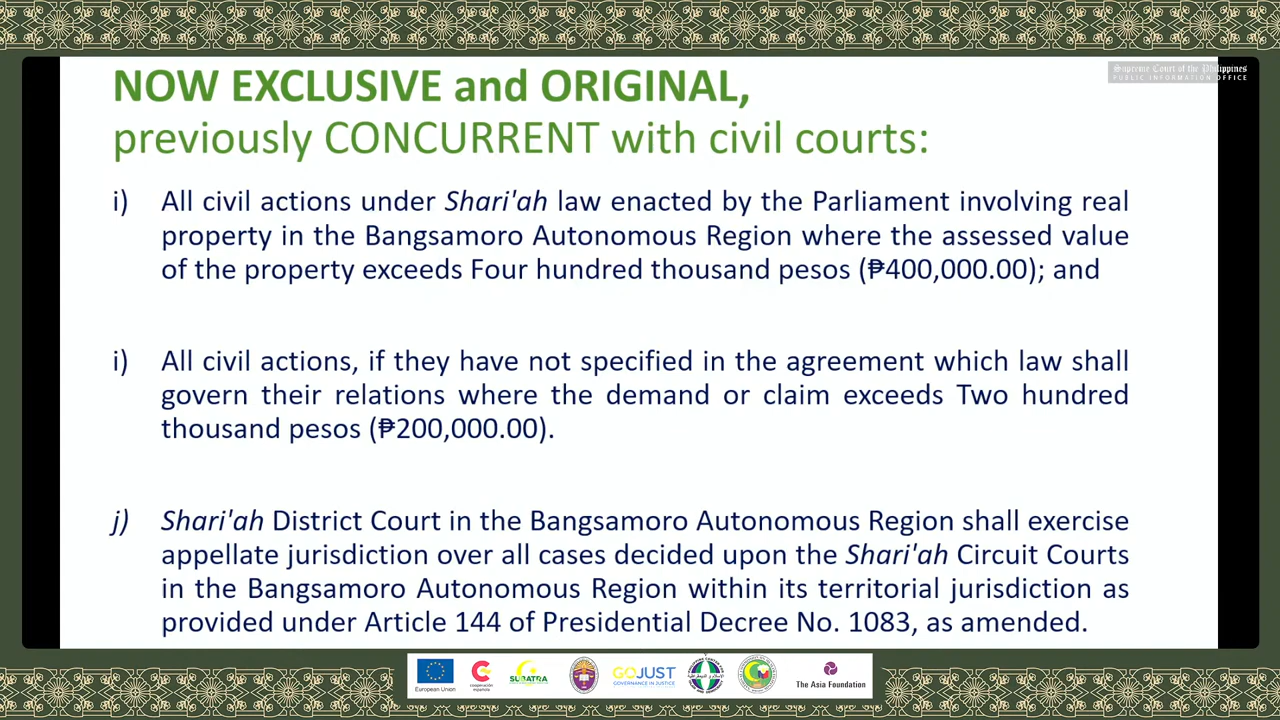 Supreme Court of the Philippines
PUBLIC INFORMATION OFFICE
NOW EXCLUSIVE and ORIGINAL,
previously CONCURRENT with civil courts:
i) All civil actions under Shari'ah law enacted by the Parliament involving real
property in the Bangsamoro Autonomous Region where the assessed value
of the property exceeds Four hundred thousand pesos (₱400,000.00); and
i) All civil actions, if they have not specified in the agreement which law shall
govern their relations where the demand or claim exceeds Two hundred
thousand pesos (₱200,000.00).
j) Shari'ah District Court in the Bangsamoro Autonomous Region shall exercise
appellate jurisdiction over all cases decided upon the Shari'ah Circuit Courts
in the Bangsamoro Autonomous Region within its territorial jurisdiction as
provided under Article 144 of Presidential Decree No. 1083, as amended.
European Union
cooperación
española
SUBATRA
GOJUST
GOVERNANCE IN JUSTICE
The Asia Foundation